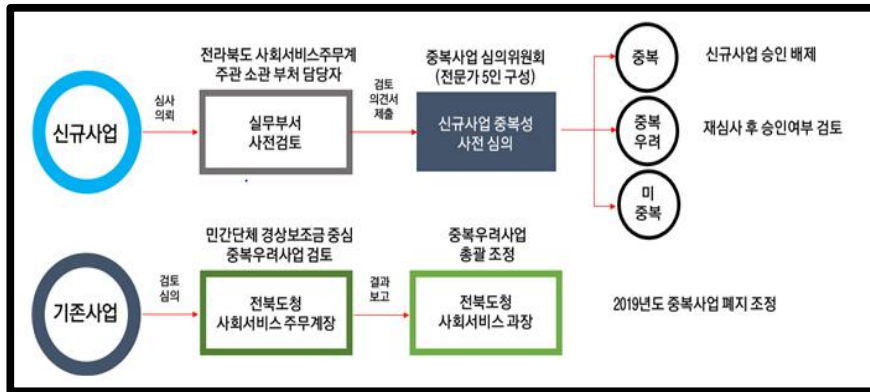 전라북도 사회서비스주무계
주관 소관 부처 담당자
중복사업 심의위원회
(전문가 5인 구성)
신규사업
심사
의뢰
실무부서
사전검토
검토
의견서
제출
신규사업 중복성
사전 심의
중복
신규사업 승인 배제
중복
우려
재심사 후 승인여부 검토
미
중복
민간단체 경상보조금 중심
중복우려사업 검토
중복우려사업
총괄 조정
기존사업
검토
심의
전북도청
사회서비스 주무계장
결과
보고
전북도청
사회서비스 과장
2019년도 중복사업 폐지 조정